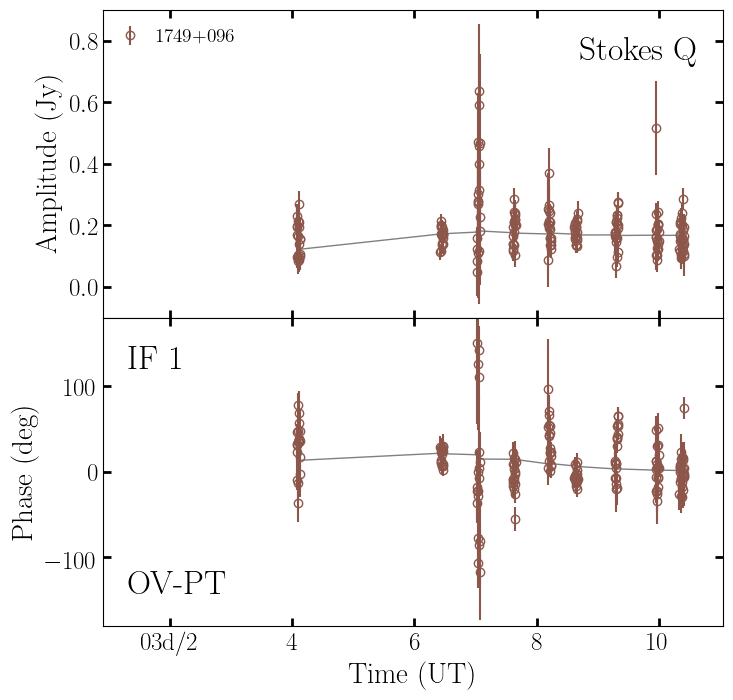 1749+096
Stokes Q
0.8
0.6
0.4
0.2
0.0
Amplitude (Jy)
IF 1
100
0
−100
Phase (deg)
OV-PT
03d/2 4 6 8 10
Time (UT)